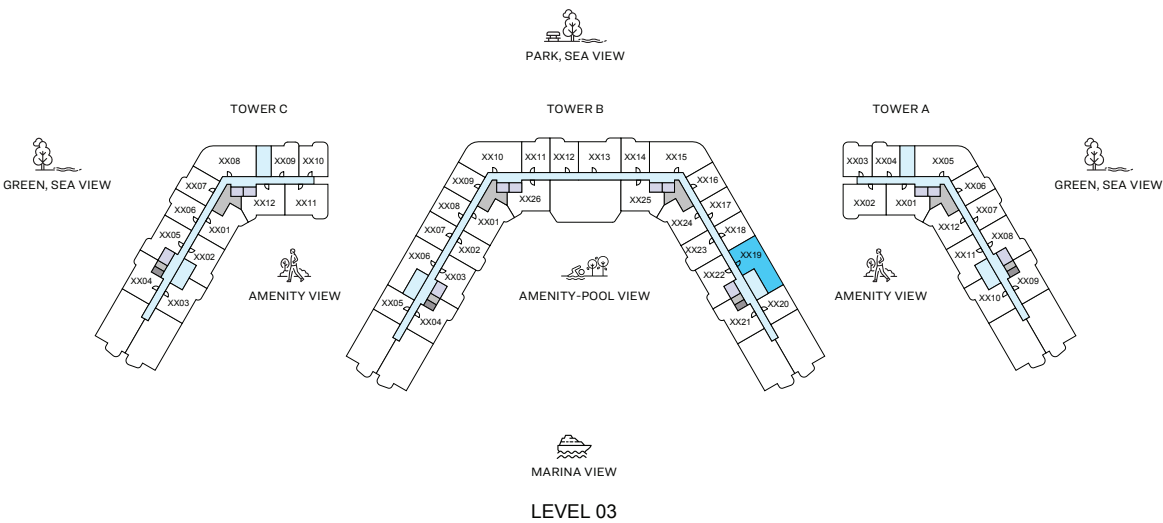 PARK, SEA VIEW
TOWER C
TOWER B
TOWER A
GREEN, SEA VIEW
GREEN, SEA VIEW
XX08
XX09
XX10
XX07
XX06
XX05
XX04
XX12
XX11
XX01
XX02
XX03
XX10
XX11
XX12
XX13
XX14
XX15
XX09
XX08
XX07
XX06
XX05
XX26
XX01
XX02
XX03
XX04
XX25
XX24
XX23
XX22
XX21
XX16
XX17
XX18
XX19
XX20
XX03
XX04
XX05
XX02
XX01
XX06
XX07
XX08
XX09
XX12
XX11
XX10
AMENITY VIEW
AMENITY-POOL VIEW
AMENITY VIEW
MARINA VIEW
LEVEL 03